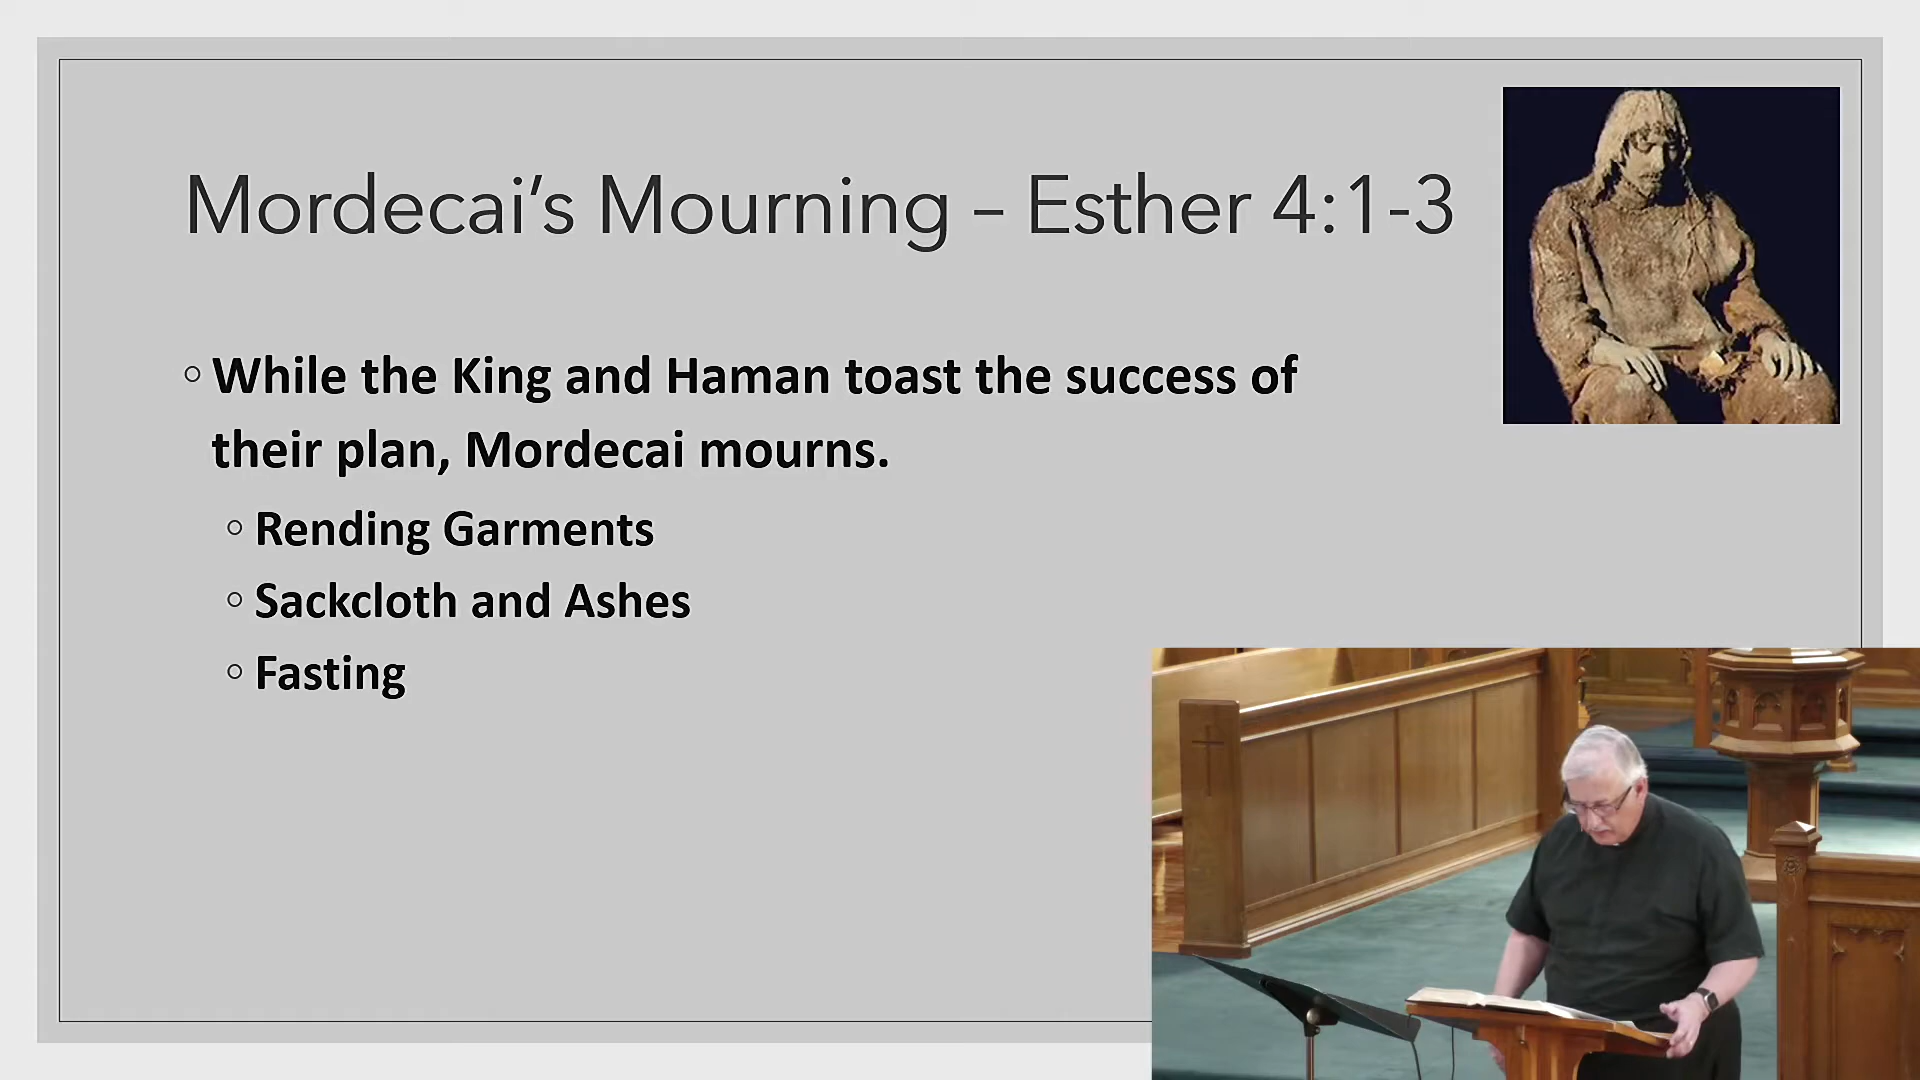 Mordecai’s Mourning – Esther 4:1-3
◦ While the King and Haman toast the success of
their plan, Mordecai mourns.
◦ Rending Garments
◦ Sackcloth and Ashes
◦ Fasting